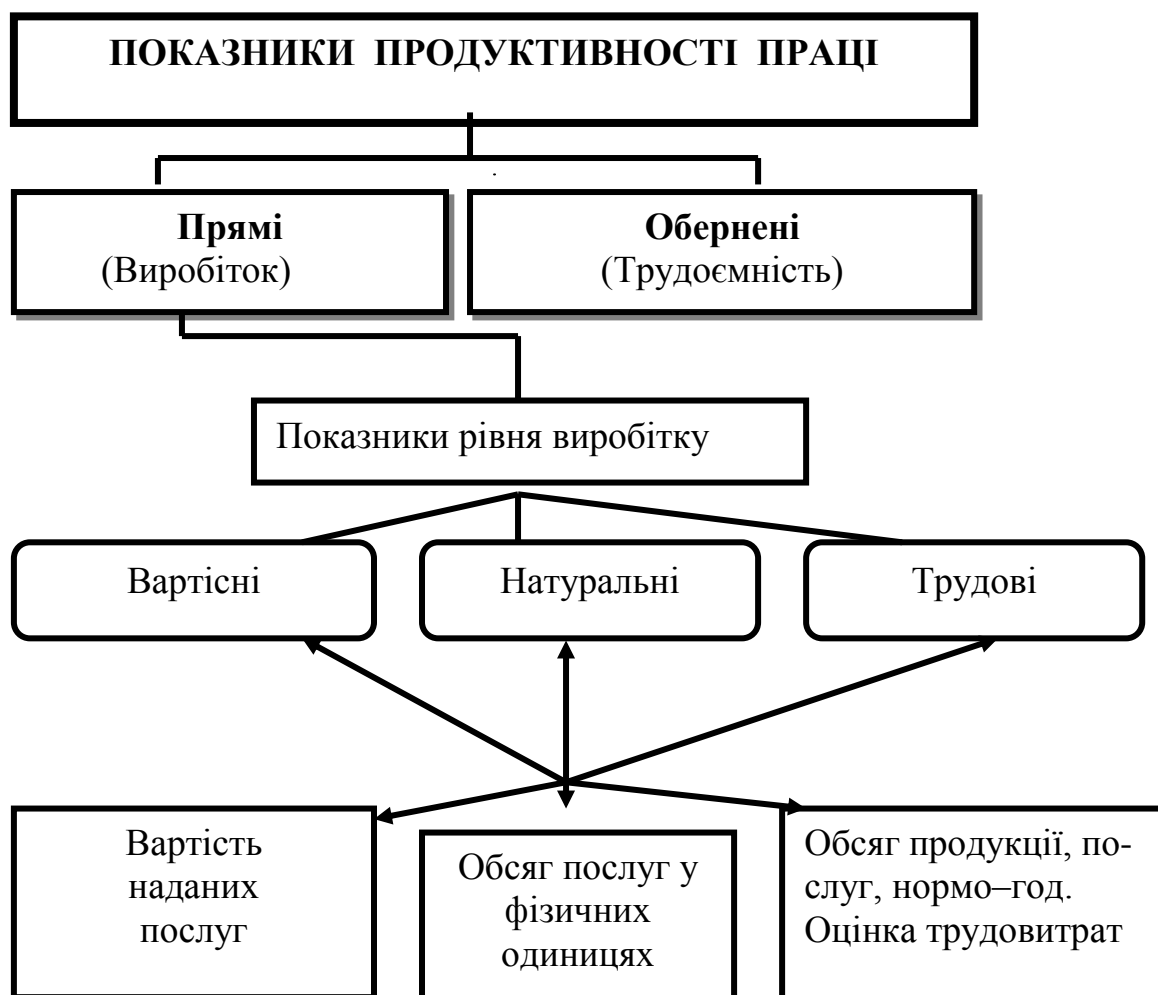 ПОКАЗНИКИ ПРОДУКТИВНОСТІ ПРАЦІ
Прямі
(Виробіток)
Обернені
(Трудоємність)
Показники рівня виробітку
Вартісні
Натуральні
Трудові
Вартість
наданих
послуг
Обсяг послуг у
фізичних
одиницях
Обсяг продукції, по-
слуг, нормо–год.
Оцінка трудовитрат